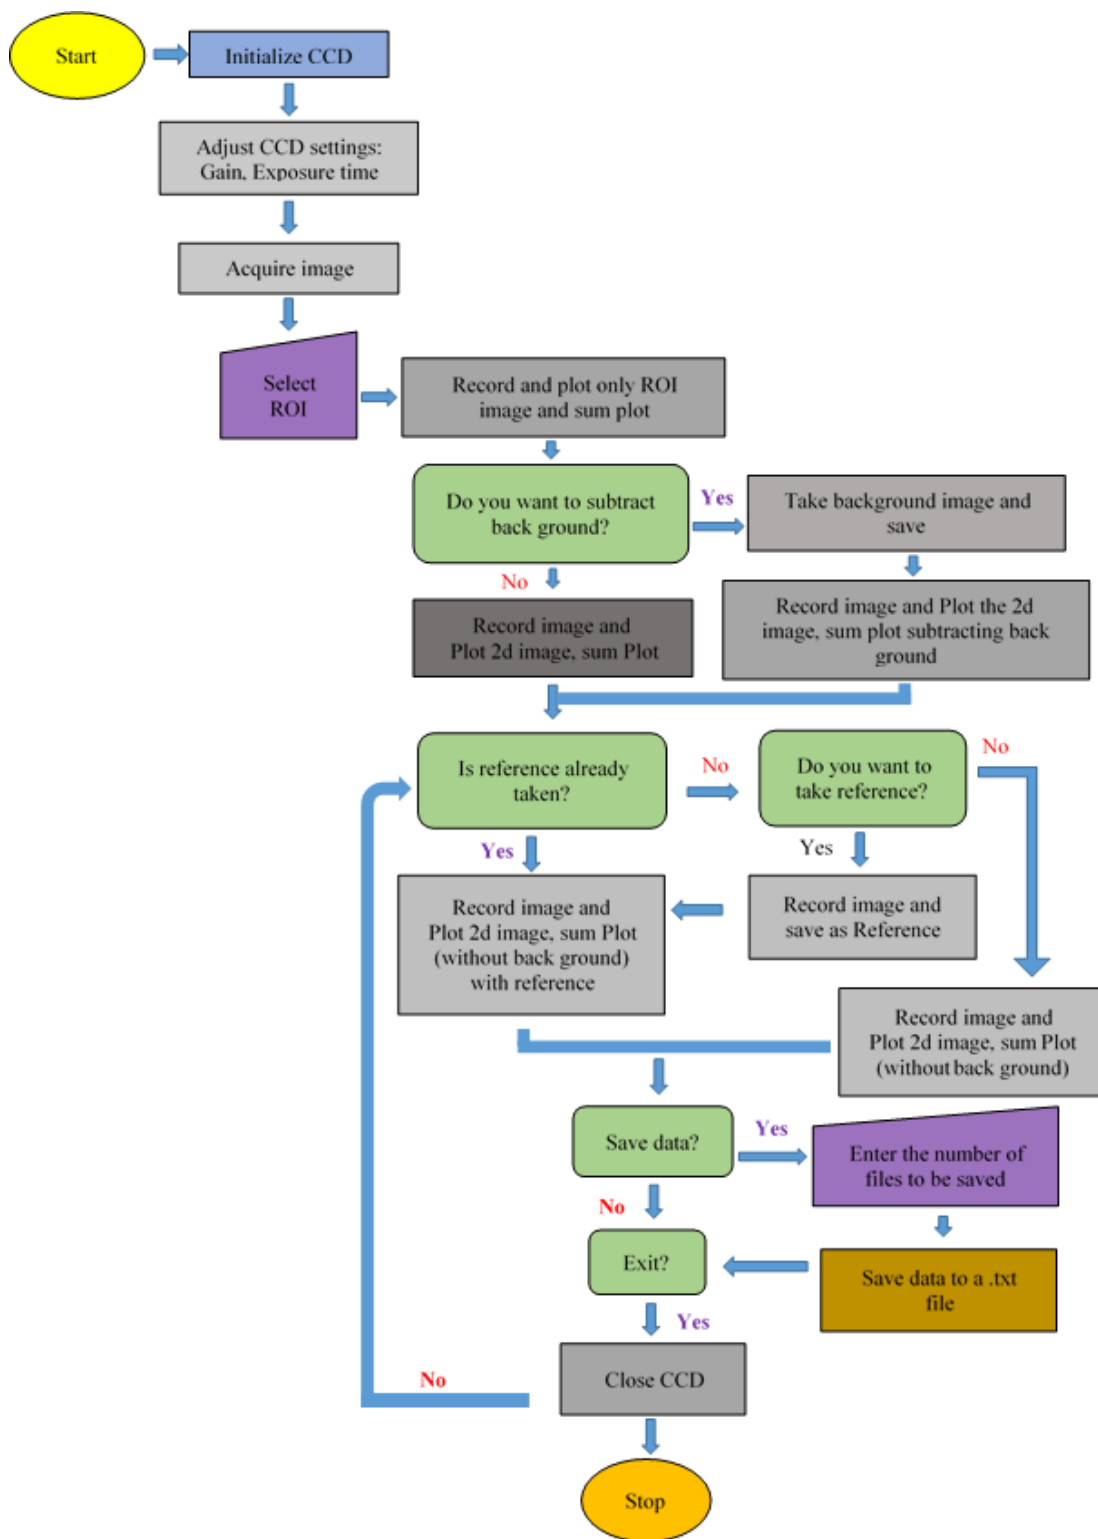 Start
Initialize CCD
Adjust CCD settings:
Gain, Exposure time
Acquire image
Select
ROI
Record and plot only ROI
image and sum plot
Do you want to subtract
back ground?
Yes
Take background image and
save
No
Record image and
Plot 2d image, sum Plot
Record image and Plot the 2d
image, sum plot subtracting back
ground
Is reference already
taken?
No
Do you want to
take reference?
No
Yes
Yes
Record image and
Plot 2d image, sum Plot
(without back ground)
with reference
Record image and
save as Reference
Record image and
Plot 2d image, sum Plot
(without back ground)
Save data?
Yes
Enter the number of
files to be saved
No
Exit?
Save data to a .txt
file
Yes
No
Close CCD
Stop